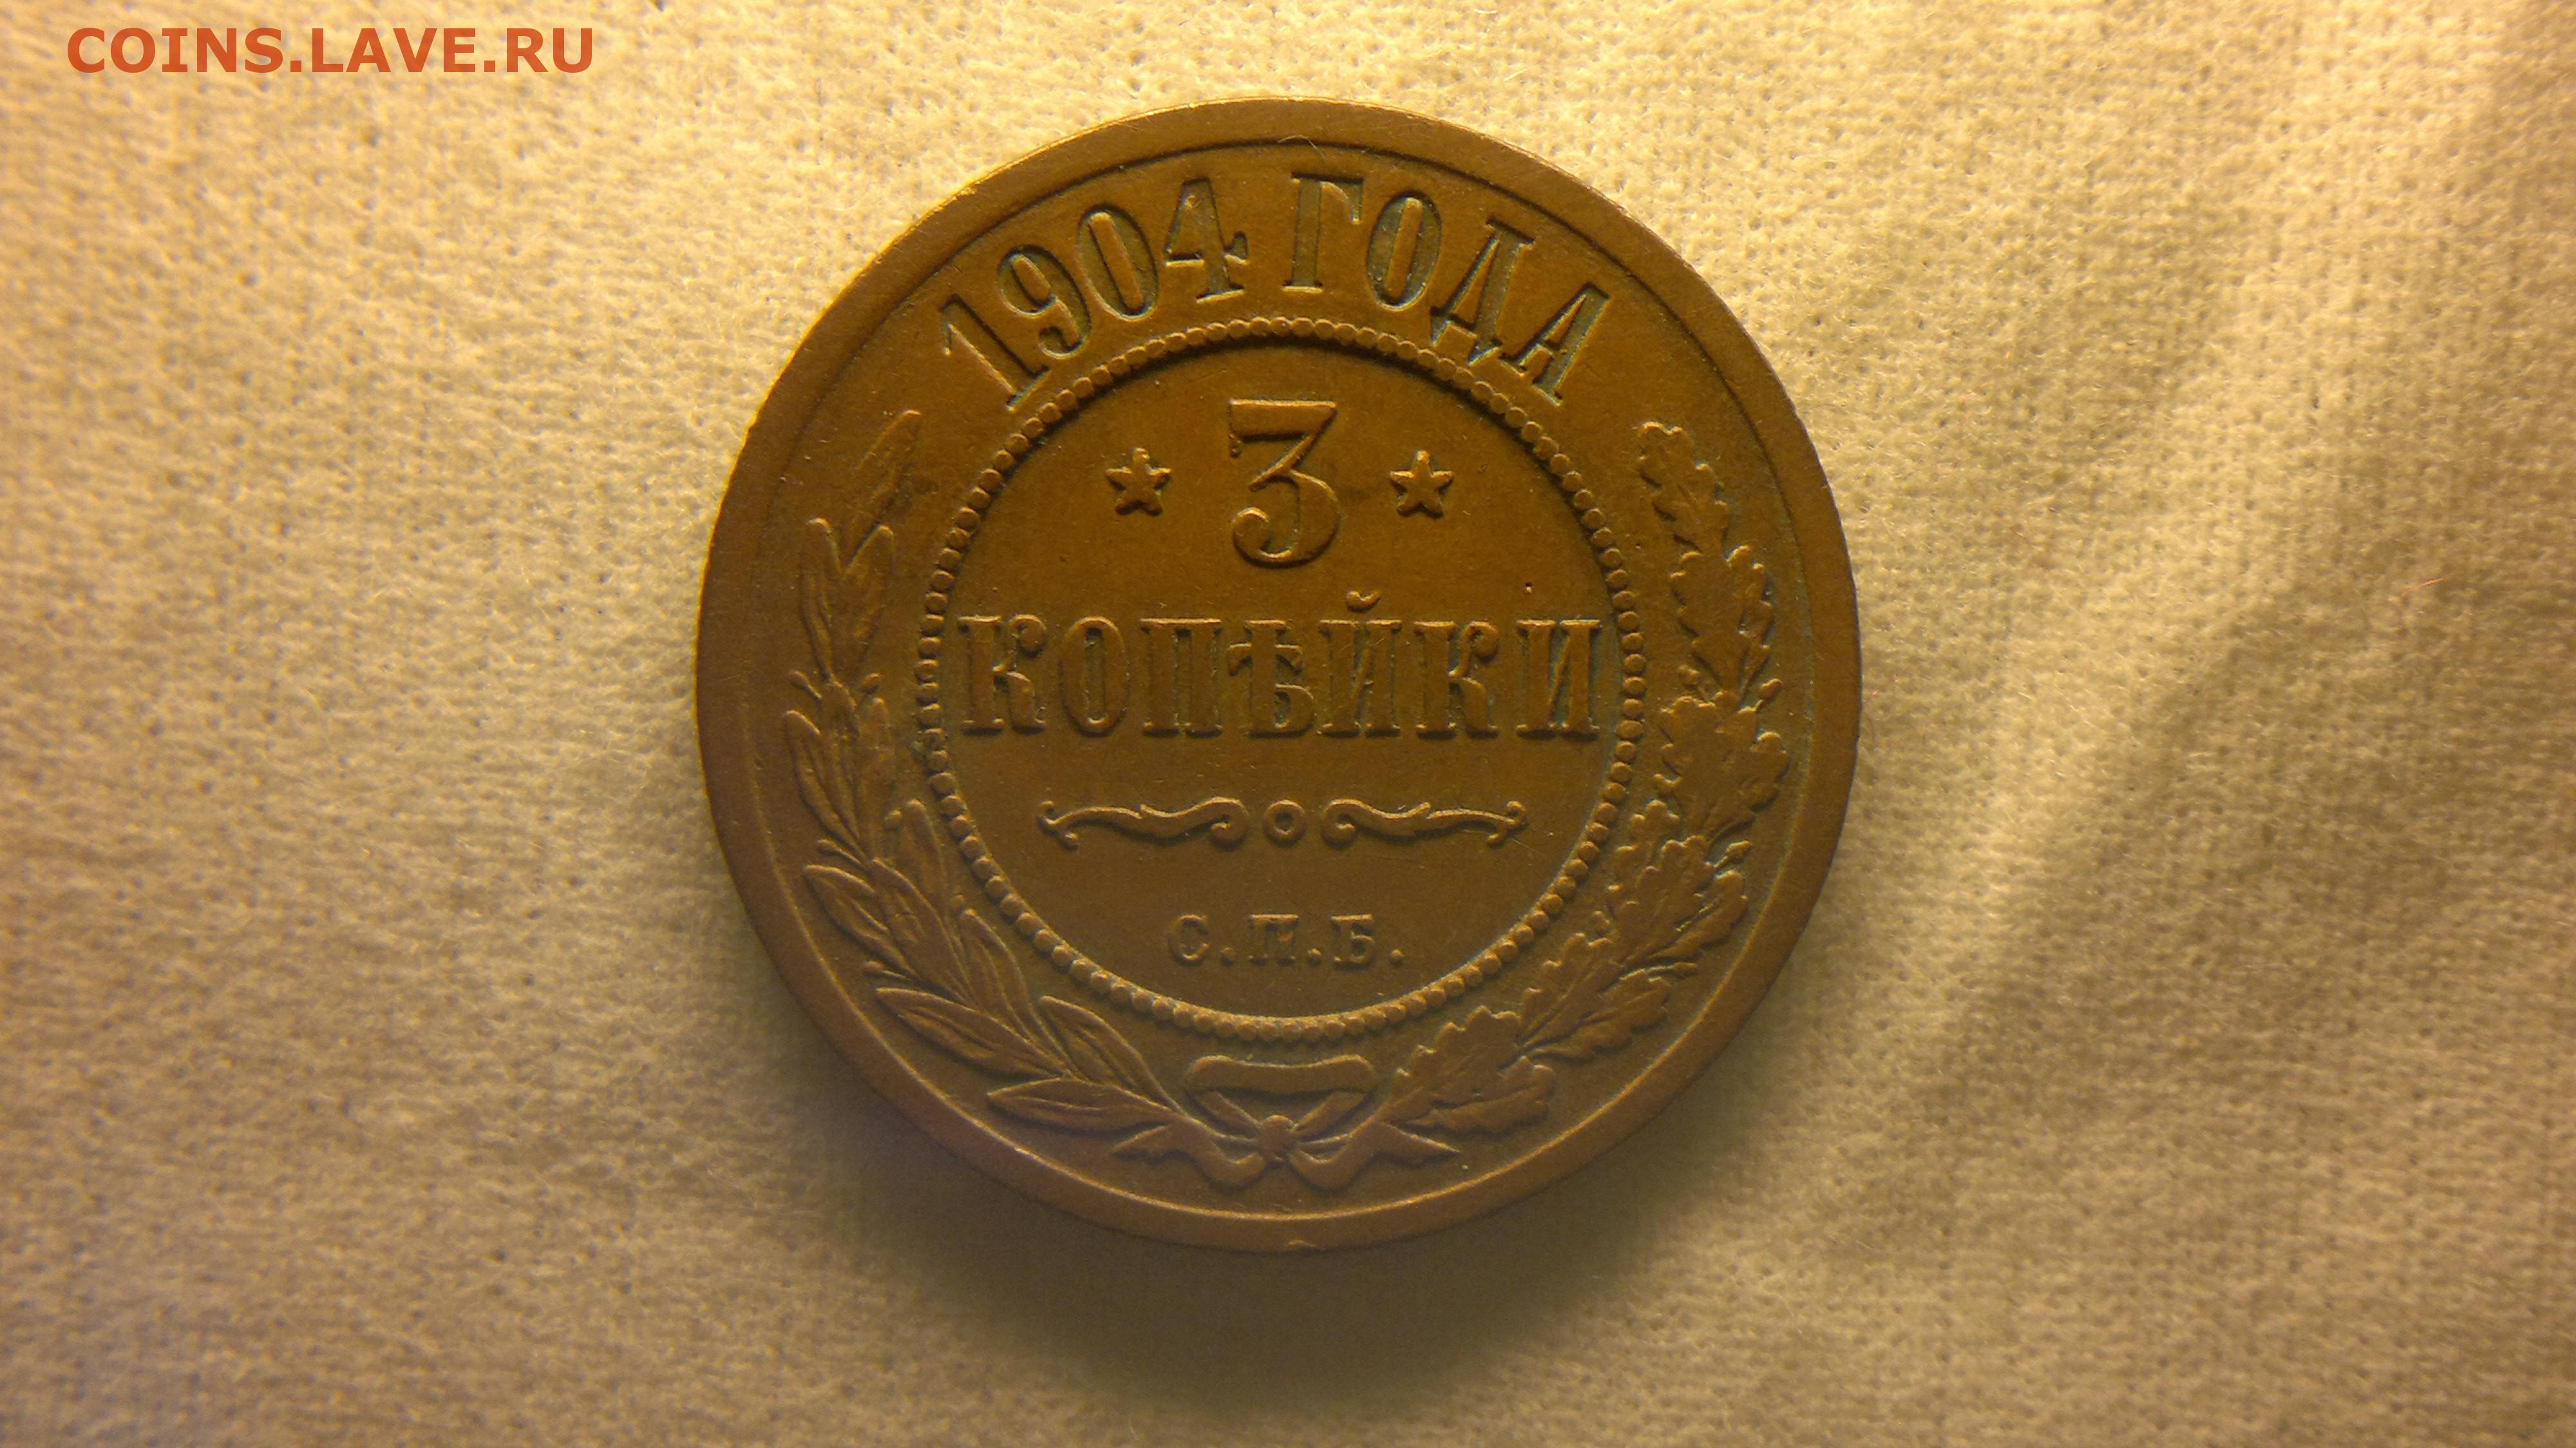 COINS.LAVE.RU
1904 ГОДА
3
КОПѢЙКИ
С.П.Б.